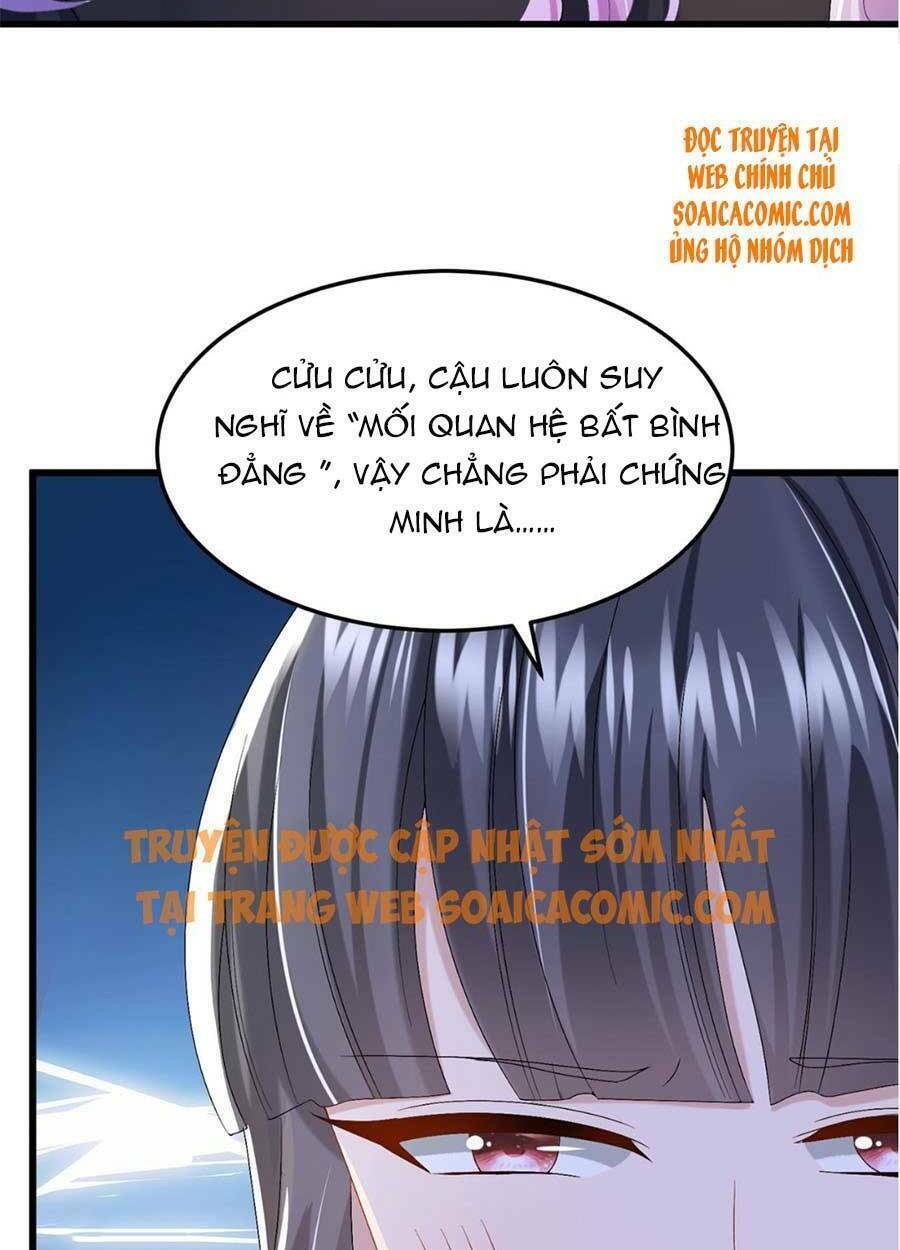 ĐỌC TRUYỆN TẠI
WEB CHÍNH CHỦ
SOAICACOMIC.COM
ỦNG HỘ NHÓM DỊCH
CỬU CỬU, CẬU LUÔN SUY
NGHĨ VỀ "MỐI QUAN HỆ BẤT BÌNH
ĐẲNG ", VẬY CHẲNG PHẢI CHỨNG
MINH LÀ......
TRUYỆN ĐƯỢC CẬP NHẬT SỚM NHẤT
TẠI TRANG WEB SOAICACOMIC.COM